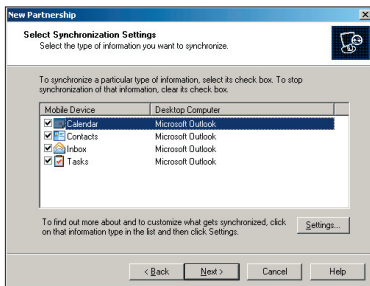 New Partnership
Select Synchronization Settings
Select the type of information you want to synchronize.
To synchronize a particular type of information, select its check box. To stop
synchronization of that information, clear its check box.
Mobile Device Desktop Computer
Calendar Microsoft Outlook
Contacts Microsoft Outlook
Inbox Microsoft Outlook
Tasks Microsoft Outlook
To find out more about and to customize what gets synchronized, click
on that information type in the list and then click Settings.
Settings...
< Back Next > Cancel Help